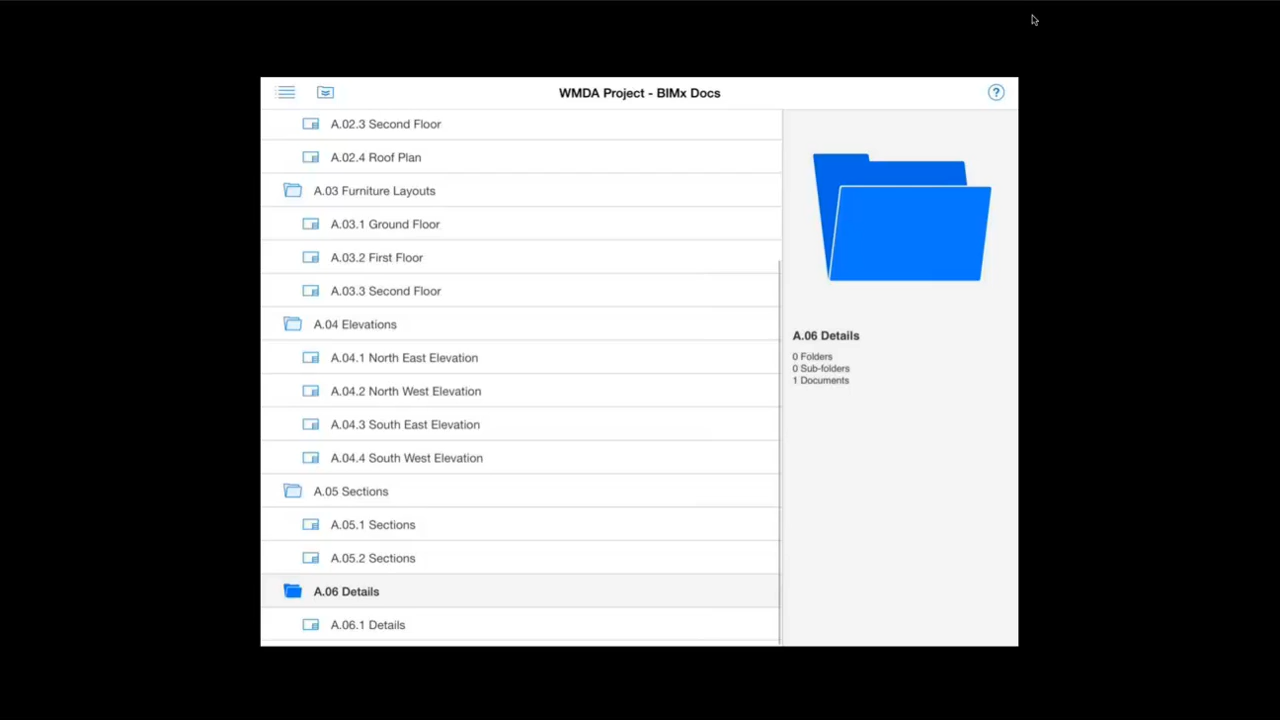 WMDA Project - BIMx Docs
?
A.02.3 Second Floor
A.02.4 Roof Plan
A.03 Furniture Layouts
A.03.1 Ground Floor
A.03.2 First Floor
A.03.3 Second Floor
A.04 Elevations
A.04.1 North East Elevation
A.04.2 North West Elevation
A.04.3 South East Elevation
A.04.4 South West Elevation
A.05 Sections
A.05.1 Sections
A.05.2 Sections
A.06 Details
A.06.1 Details
A.06 Details
0 Folders
0 Sub-folders
1 Documents